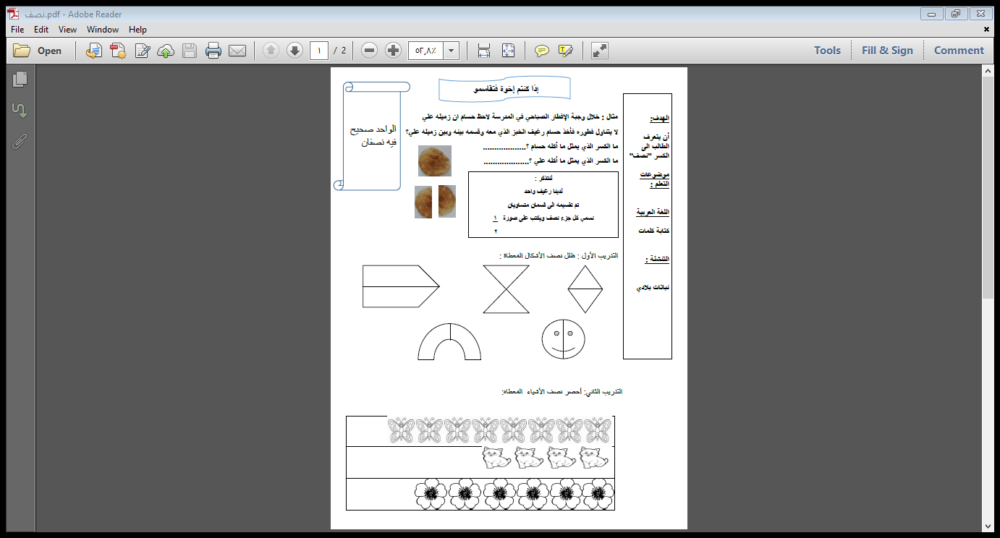 نصف.pdf - Adobe Reader
File Edit View Window Help
Open
١ / 2
٥٢,٨٪
Tools Fill & Sign Comment
إذا كنتم إخوة فتقاسمو
الواحد صحيح
فيه نصفان
مثال : خلال وجبة الإفطار الصباحي في المدرسة لاحظ حسام ان زميله علي
لا يتناول فطوره فأخذ حسام رغيف الخبز الذي معه وقسمه بينه وبين زميله علي؟
ما الكسر الذي يمثل ما أكله حسام ؟...................
ما الكسر الذي يمثل ما أكله علي ؟....................
لنتذكر :
لدينا رغيف واحد
تم تقسيمه الى قسمان متساويان
نسمي كل جزء نصف ويكتب على صورة ١
٢
الهدف:
أن يتعرف
الطالب الى
الكسر "نصف"
موضوعات
التعلم :
اللغة العربية
كتابة كلمات
التنشئة :
نباتات بلادي
التدريب الأول : ظلل نصف الأشكال المعطاة :
التدريب الثاني: أحصر نصف الأشياء المعطاه: